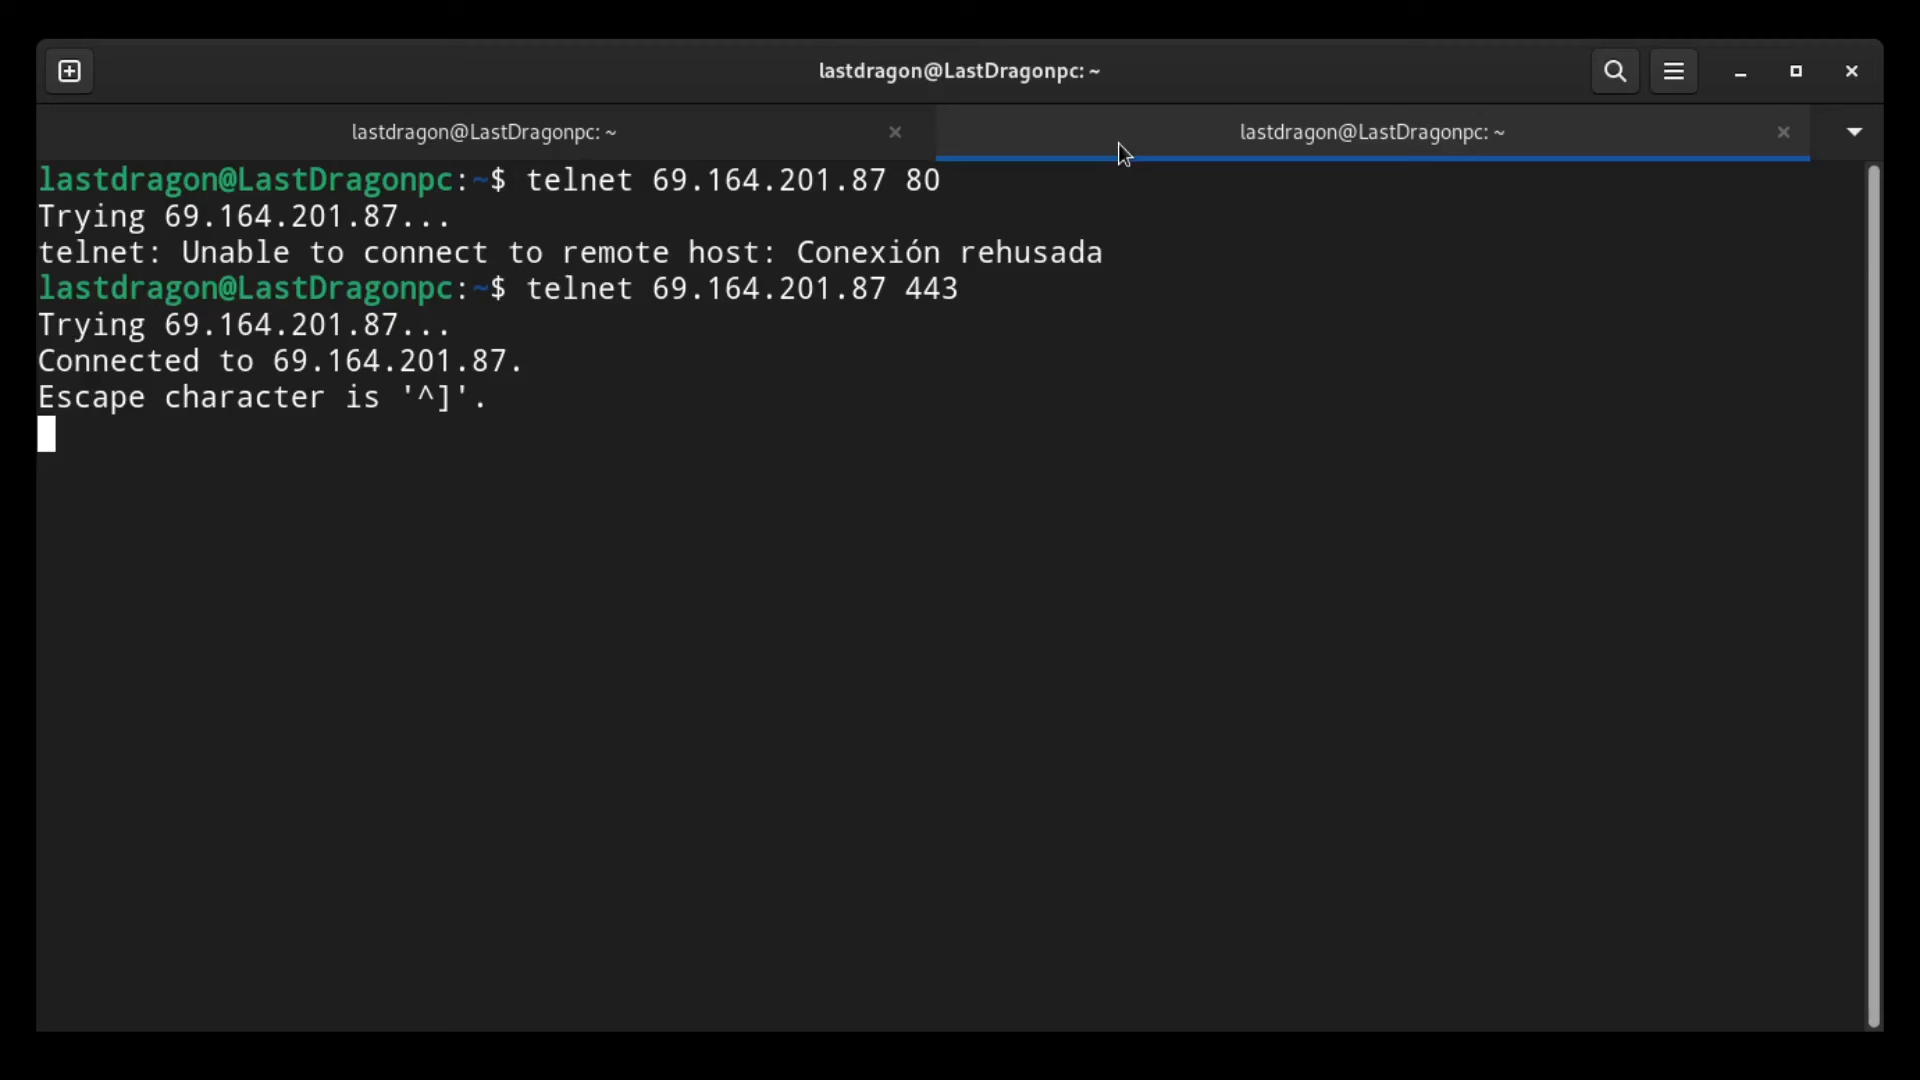 lastdragon@LastDragonpc: ~
lastdragon@LastDragonpc: ~
lastdragon@LastDragonpc: ~
lastdragon@LastDragonpc:~$ telnet 69.164.201.87 80
Trying 69.164.201.87...
telnet: Unable to connect to remote host: Conexión rehusada
lastdragon@LastDragonpc:~$ telnet 69.164.201.87 443
Trying 69.164.201.87...
Connected to 69.164.201.87.
Escape character is '^]'.